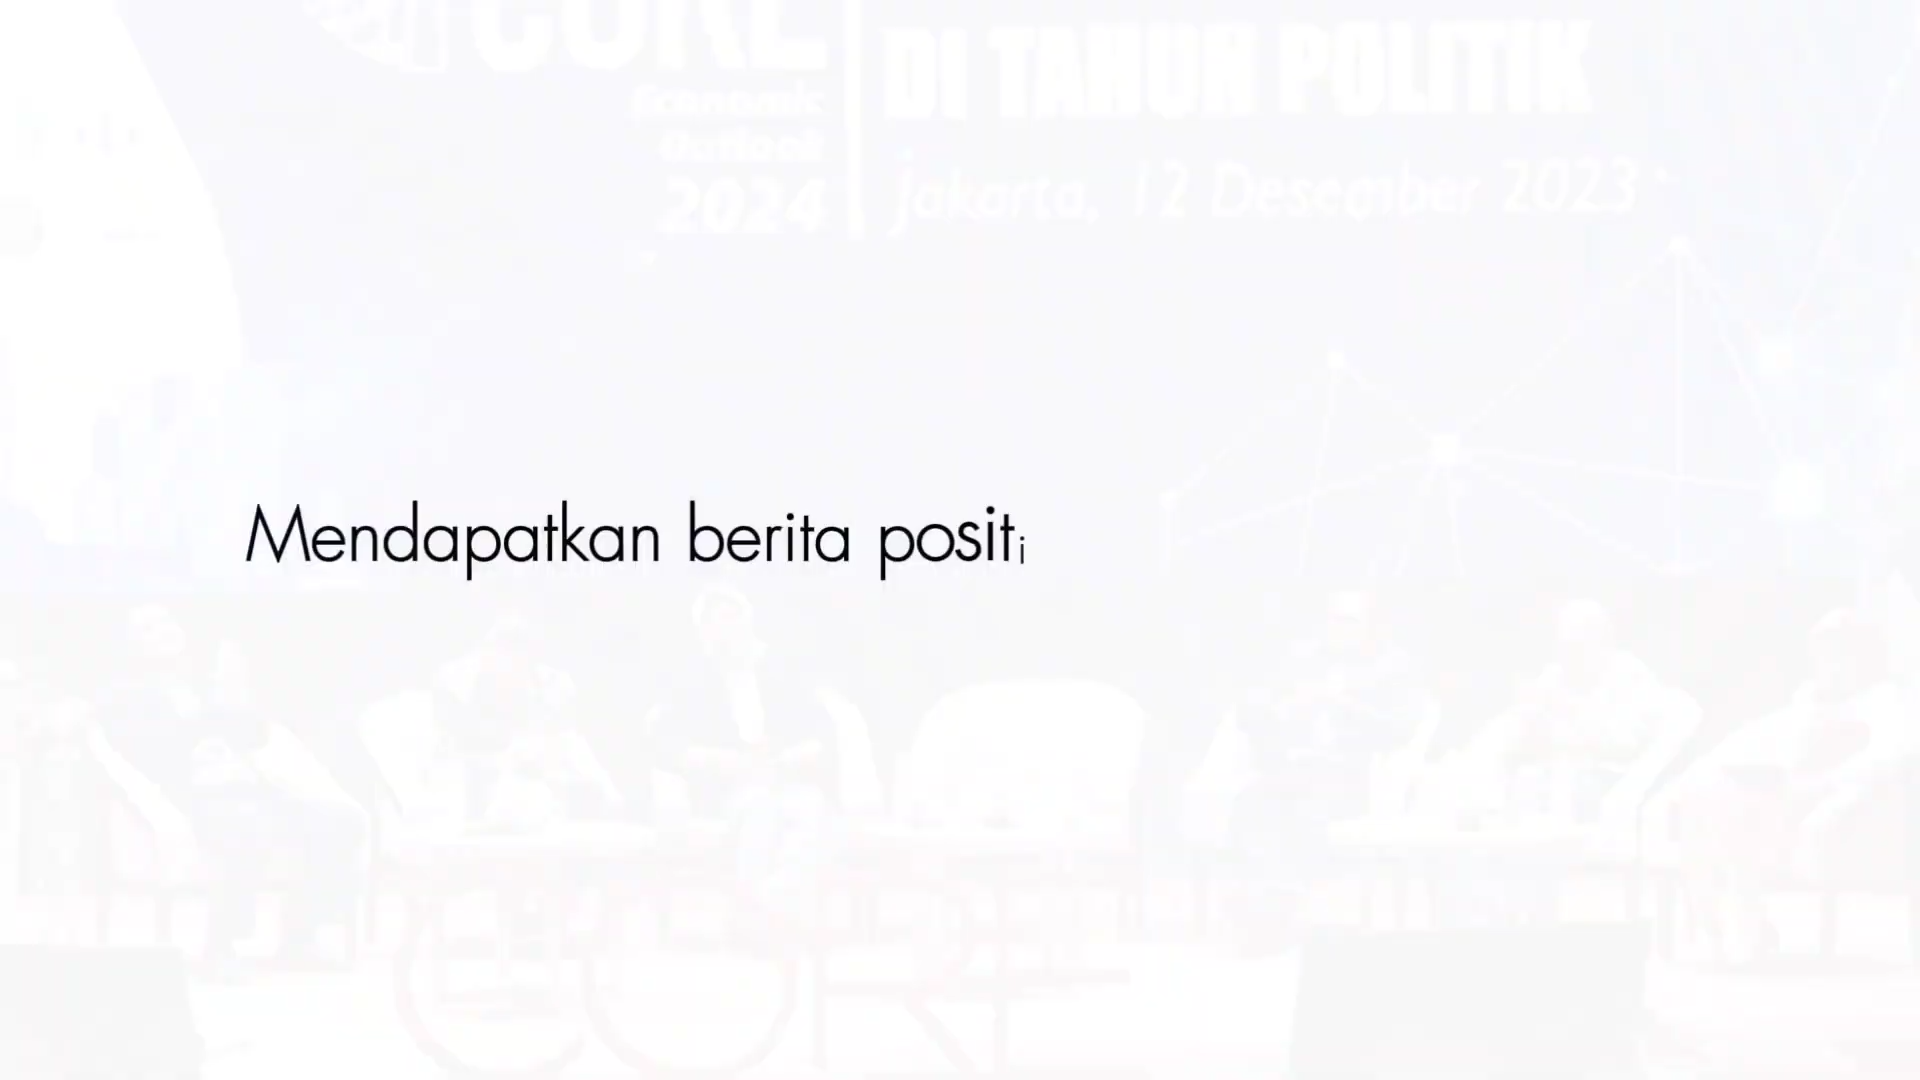 CORE
DI TAHUN POLITIK
Economic
Outlook
2024
Jakarta, 12 Desember 2023
Mendapatkan berita positi